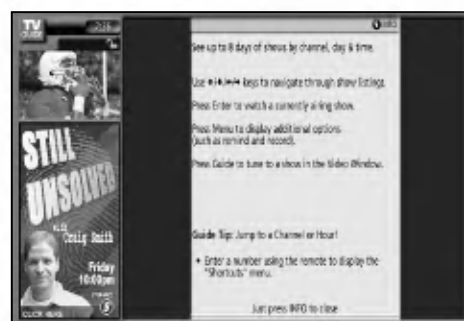 TV
GUIDE
INFO
See up to 8 days of shows by channel, day & time.
Use keys to navigate through show listings.
Press Enter to watch a currently airing show.
Press Menu to display additional options
(such as remind and record).
Press Guide to tune to a show in the Video Window.
Guide Tip: Jump to a Channel or Hour!
• Enter a number using the remote to display the
"Shortcuts" menu.
Just press INFO to close
STILL
UNSOLVED
with
Craig Smith
Friday
10:00pm
CLICK HERE